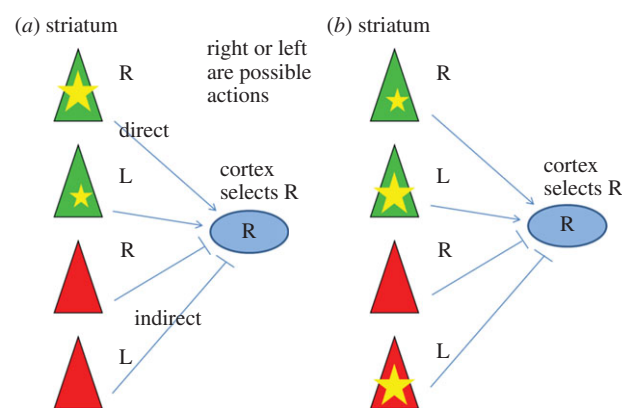 (a) striatum
R
right or left
are possible
actions
direct
L
cortex
selects R
R
R
indirect
L
(b) striatum
R
L
cortex
selects R
R
R
L